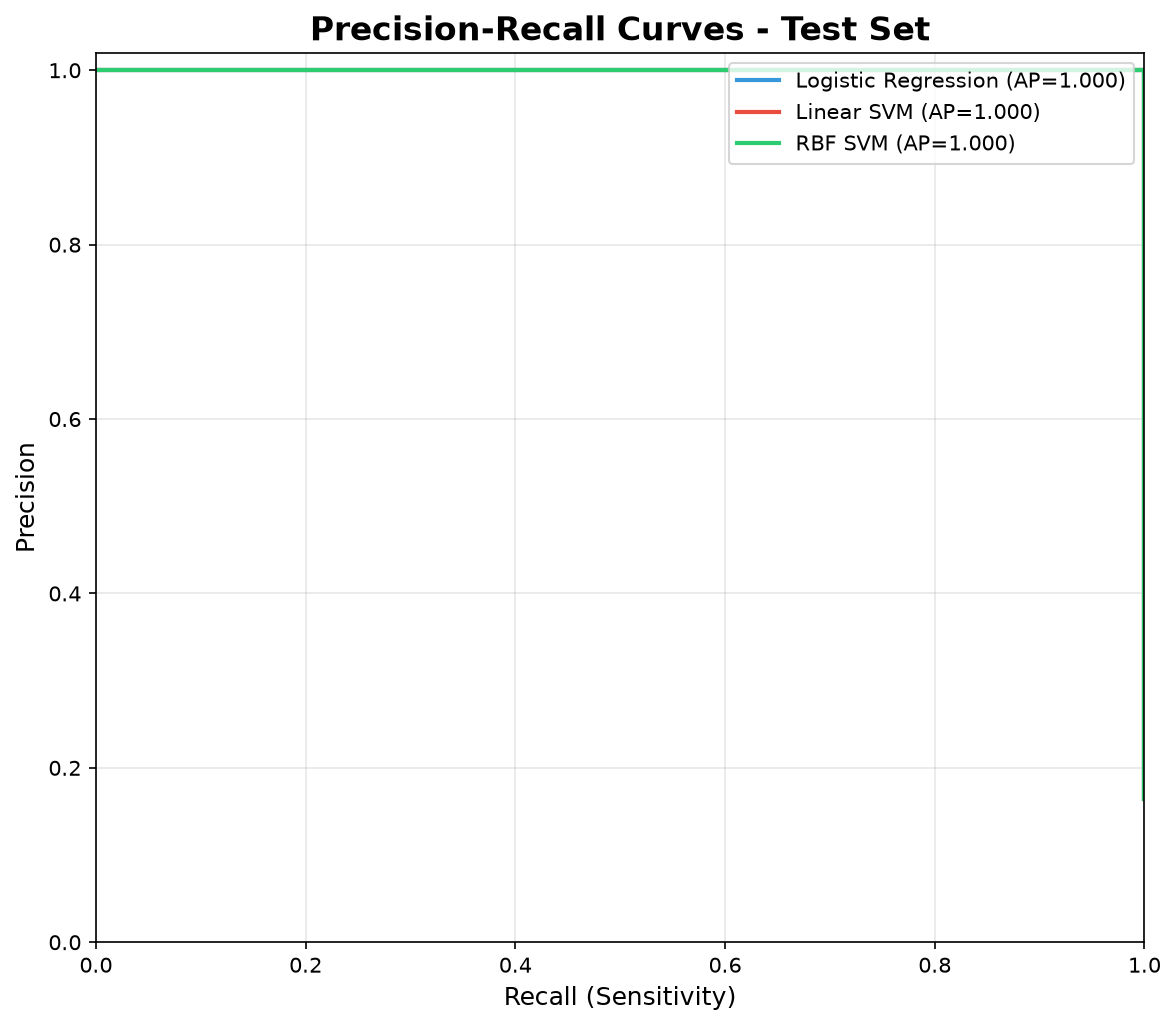 Precision-Recall Curves - Test Set
Precision
1.0
0.8
0.6
0.4
0.2
0.0
Logistic Regression (AP=1.000)
Linear SVM (AP=1.000)
RBF SVM (AP=1.000)
0.0 0.2 0.4 0.6 0.8 1.0
Recall (Sensitivity)